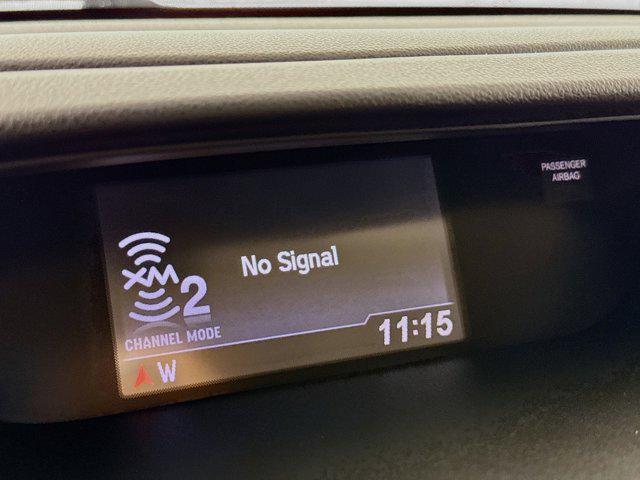 PASSENGER
AIRBAG
No Signal
XM 2
CHANNEL MODE
11:15
W